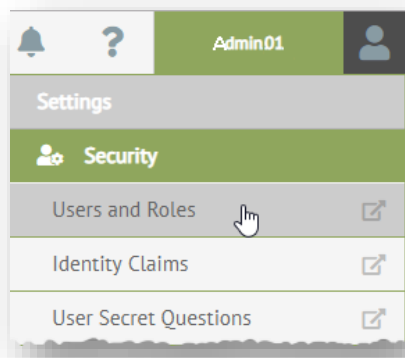 ? Admin01
Settings
Security
Users and Roles
Identity Claims
User Secret Questions